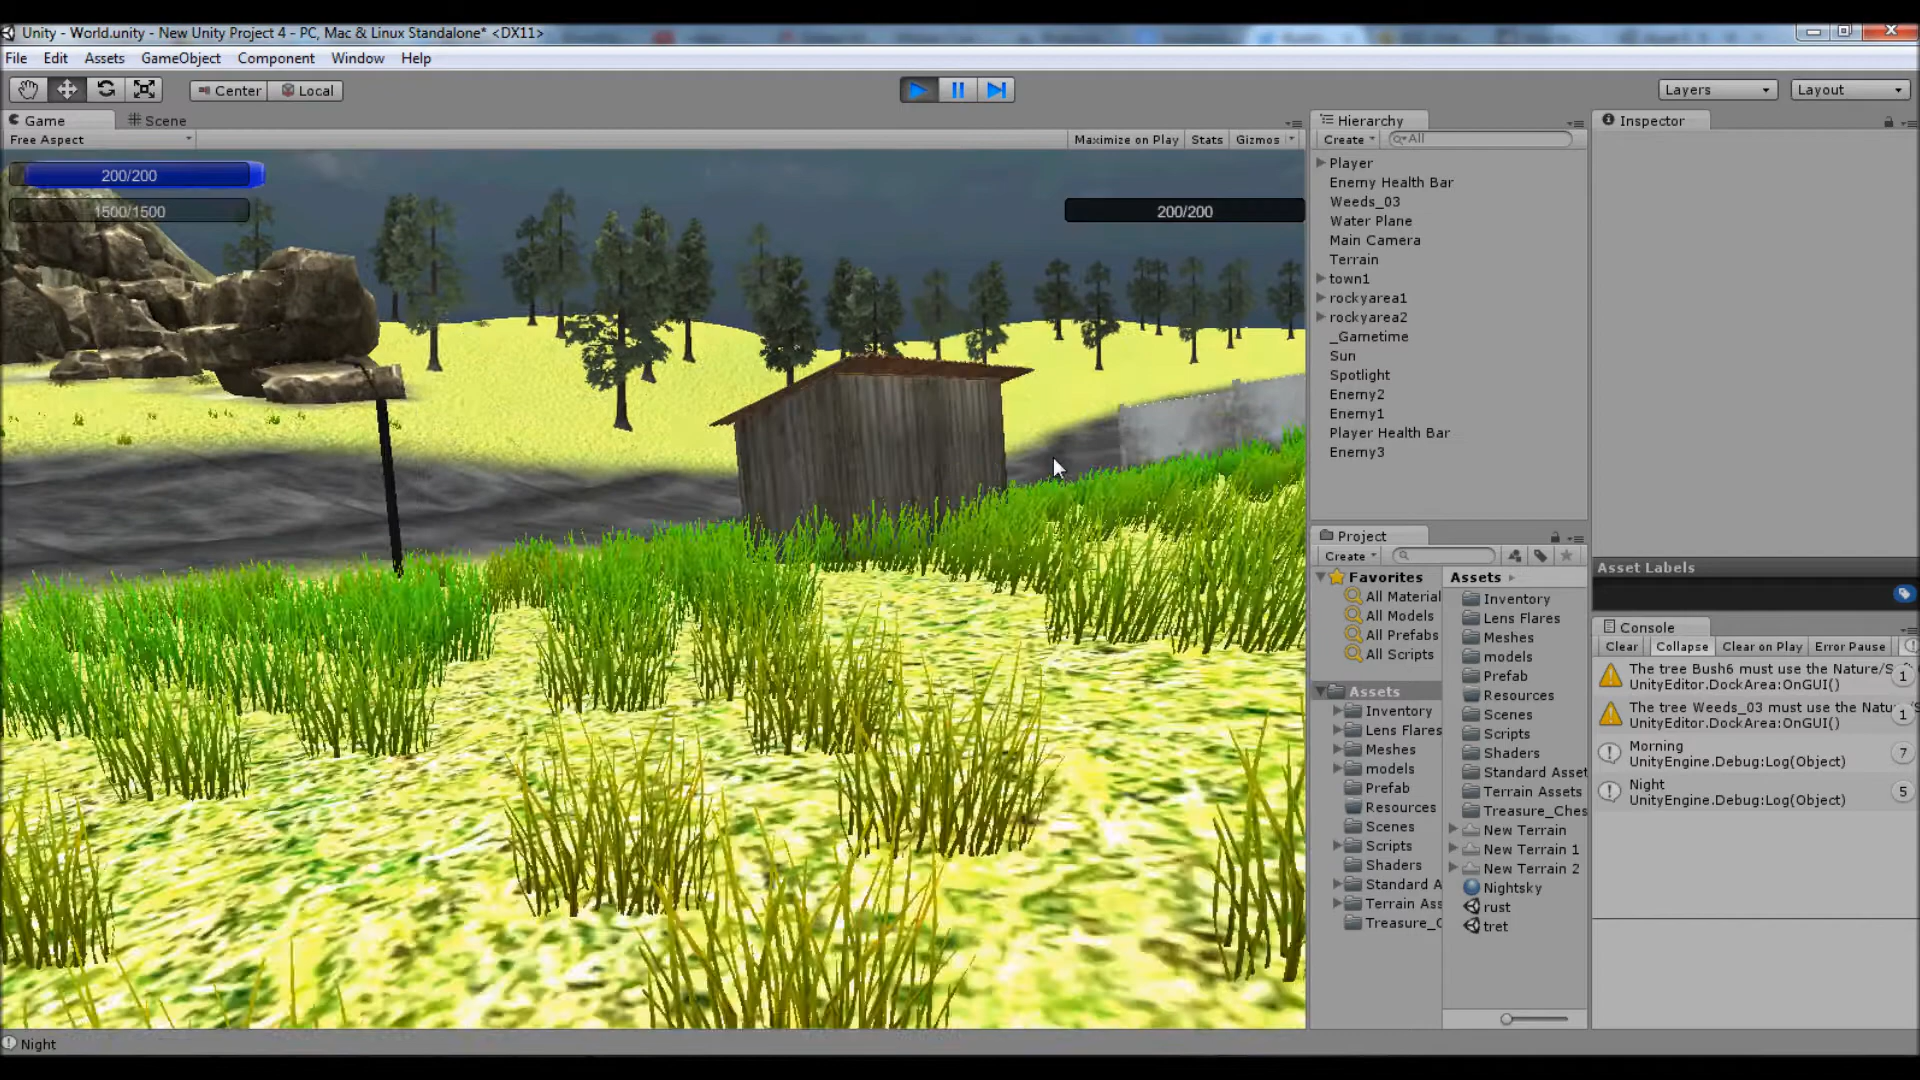 Unity - World.unity - New Unity Project 4 - PC, Mac & Linux Standalone* <DX11>
File Edit Assets GameObject Component Window Help
Center Local
Layers Layout
Game Scene
Free Aspect
Maximize on Play Stats Gizmos
200/200
1500/1500
200/200
Hierarchy
Create All
Player
Enemy Health Bar
Weeds_03
Water Plane
Main Camera
Terrain
town1
rockyarea1
rockyarea2
_Gametime
Sun
Spotlight
Enemy2
Enemy1
Player Health Bar
Enemy3
Project
Create
Favorites
All Material
All Models
All Prefabs
All Scripts
Assets
Inventory
Lens Flares
Meshes
models
Prefab
Resources
Scenes
Scripts
Shaders
Standard A
Terrain Ass
Treasure_C
Assets
Inventory
Lens Flares
Meshes
models
Prefab
Resources
Scenes
Scripts
Shaders
Standard Asset
Terrain Assets
Treasure_Ches
New Terrain
New Terrain 1
New Terrain 2
Nightsky
rust
tret
Inspector
Asset Labels
Console
Clear Collapse Clear on Play Error Pause
The tree Bush6 must use the Nature/S
UnityEditor.DockArea:OnGUI()
1
The tree Weeds_03 must use the Natur
UnityEditor.DockArea:OnGUI()
1
Morning
UnityEngine.Debug:Log(Object)
7
Night
UnityEngine.Debug:Log(Object)
5
Night